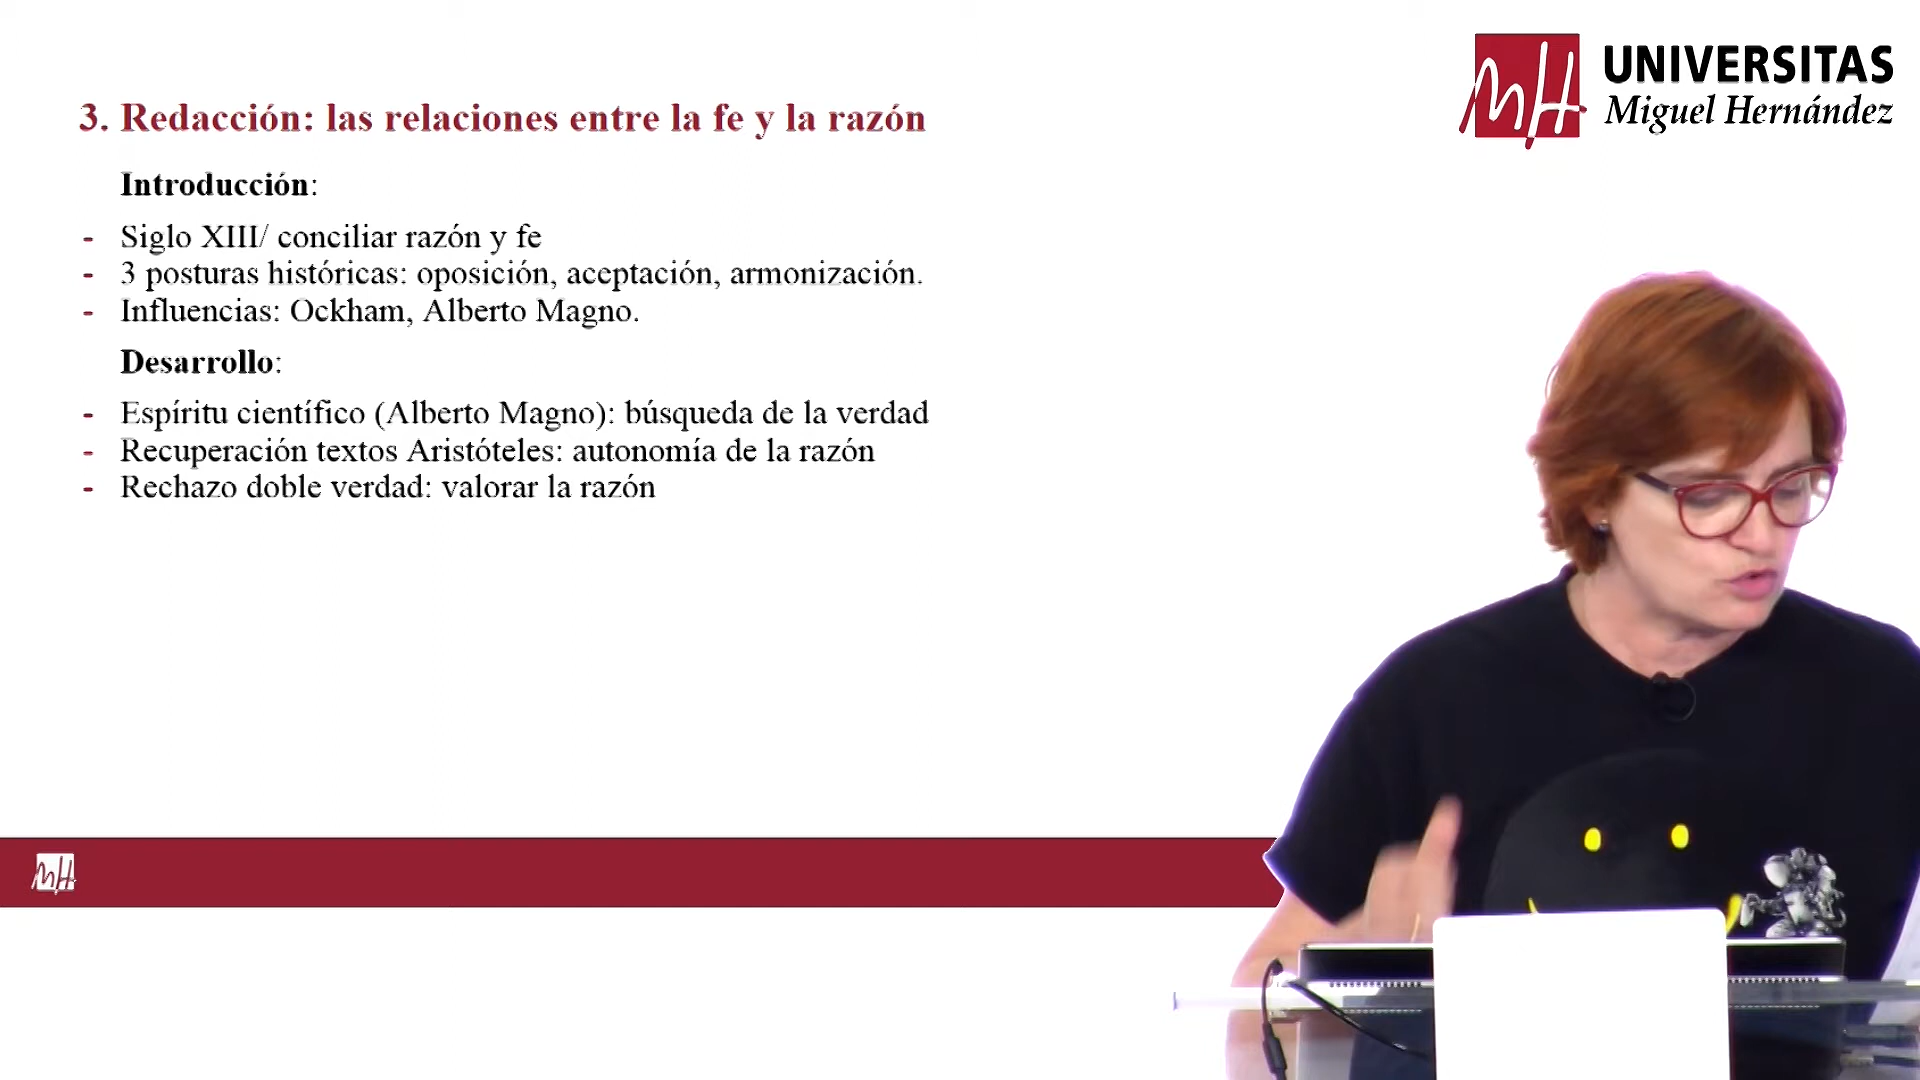 UNIVERSITAS
Miguel Hernández
3. Redacción: las relaciones entre la fe y la razón
Introducción:
- Siglo XIII/ conciliar razón y fe
- 3 posturas históricas: oposición, aceptación, armonización.
- Influencias: Ockham, Alberto Magno.
Desarrollo:
- Espíritu científico (Alberto Magno): búsqueda de la verdad
- Recuperación textos Aristóteles: autonomía de la razón
- Rechazo doble verdad: valorar la razón